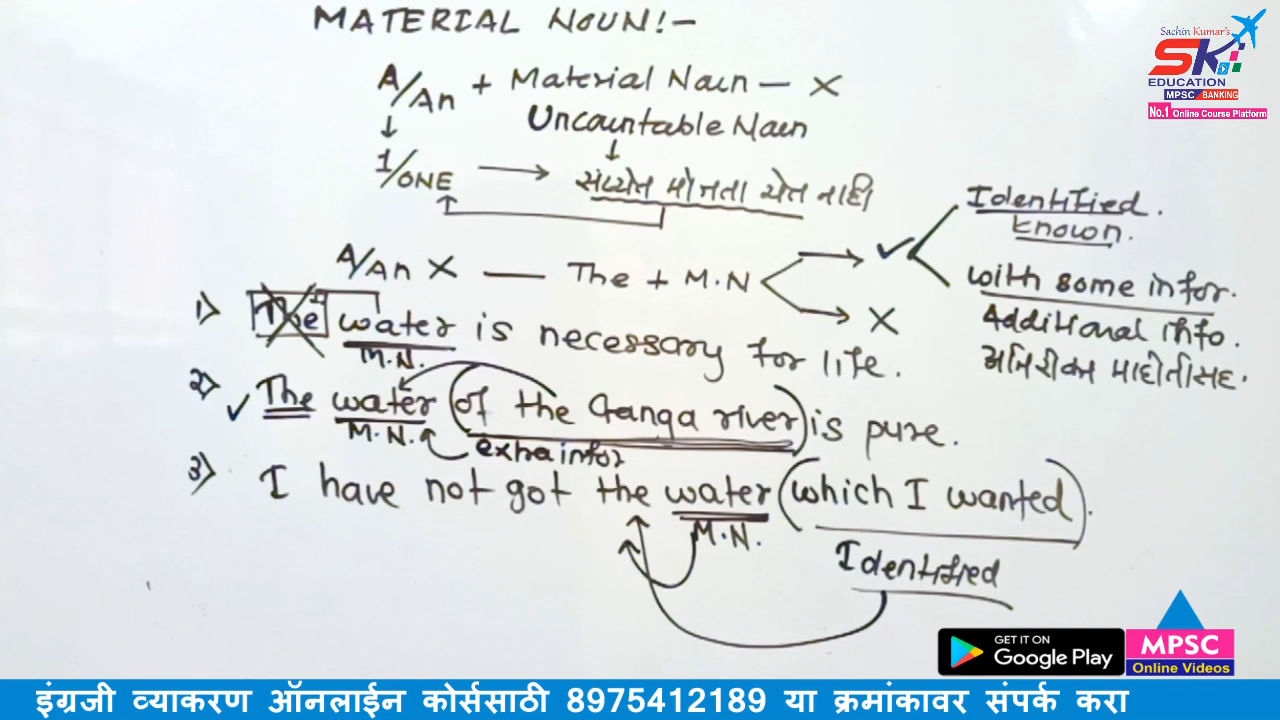 MATERIAL NOUN:-
A/An + Material Noun — X
Uncountable Noun
1/ONE → संख्येत मोजता येत नाही
A/An X — The + M.N
✓
X
Identified.
known.
with some infor.
Additional info.
अतिरीक्त माहीतीसह.
1) The water is necessary for life.
M.N.
2) ✓ The water (of the Ganga river) is pure.
M.N.
extra infor
3) I have not got the water (which I wanted).
M.N.
Identified
Sachin Kumar's
SK
EDUCATION
MPSC BANKING
No.1 Online Course Platform
GET IT ON
Google Play
MPSC
Online Videos
इंग्रजी व्याकरण ऑनलाईन कोर्ससाठी 8975412189 या क्रमांकावर संपर्क करा